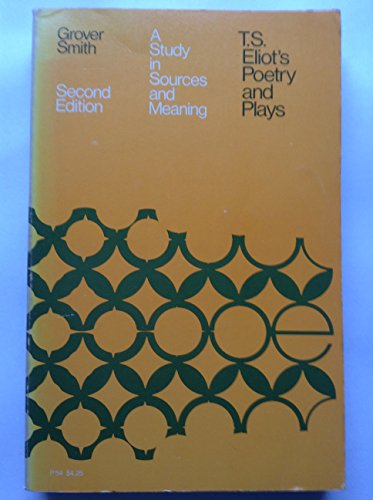 Grover
Smith
Second
Edition
A
Study
in
Sources
and
Meaning
T.S.
Eliot's
Poetry
and
Plays
P54 $4.25